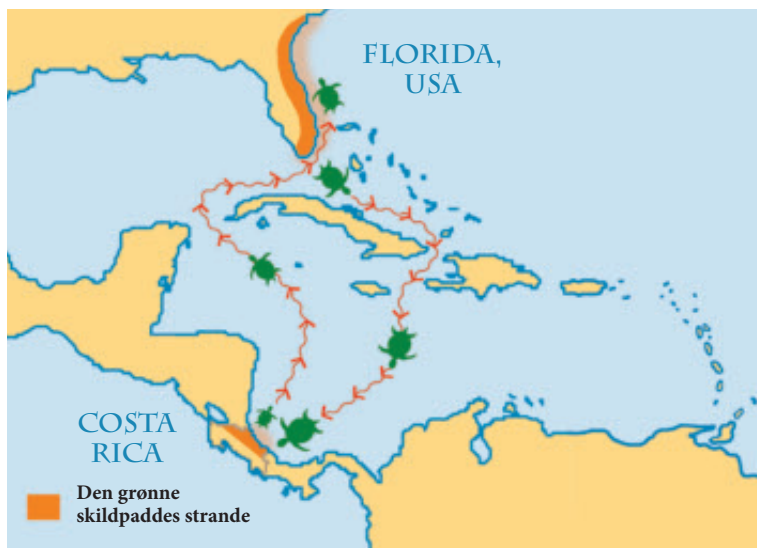 FLORIDA,
USA
COSTA
RICA
Den grønne
skildpaddes strande